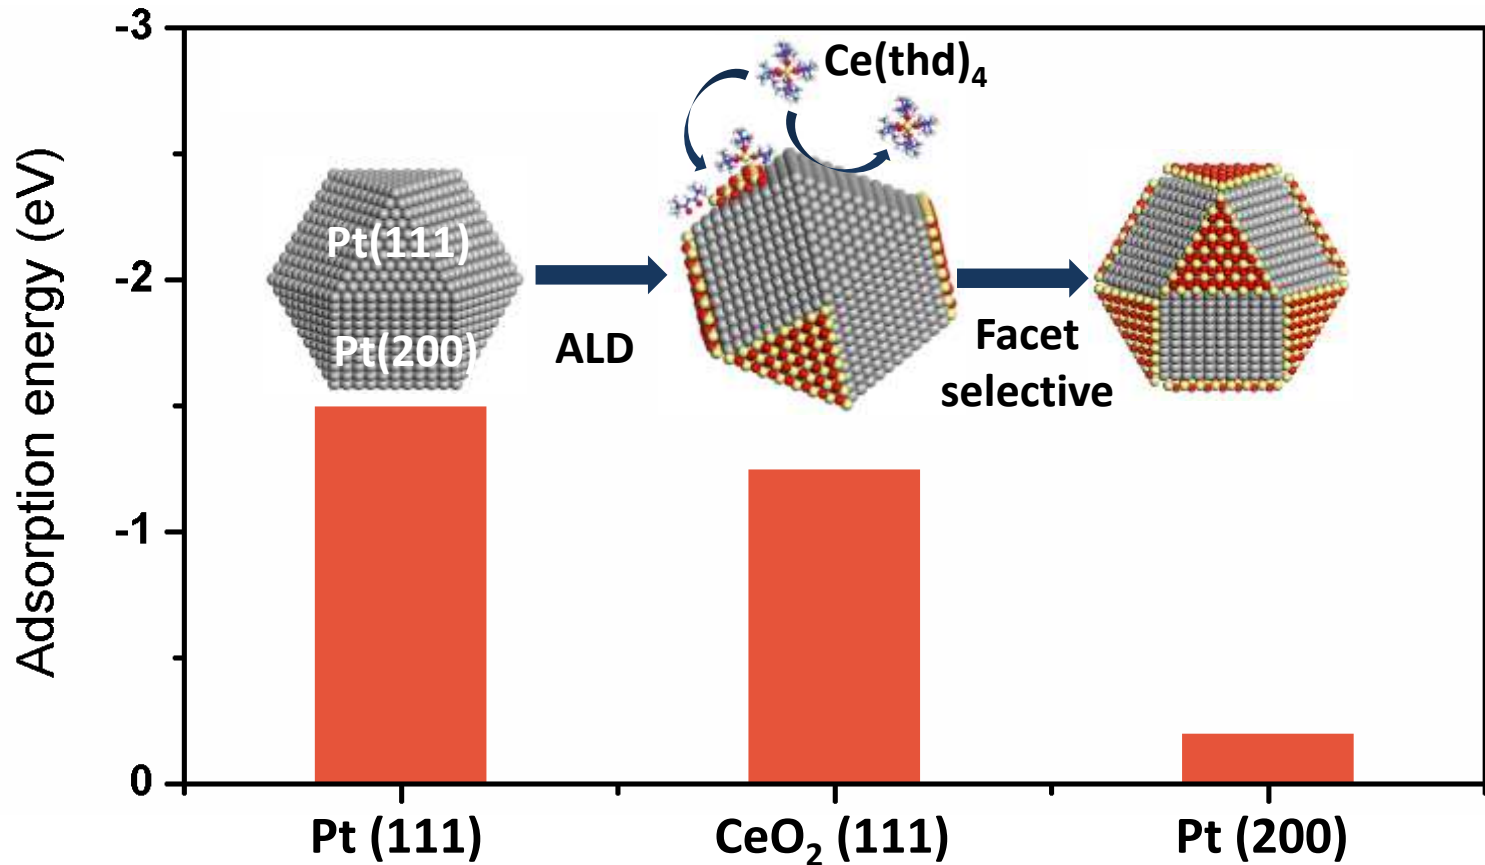 Adsorption energy (eV)
-3
-2
-1
0
Ce(thd)4
Pt(111)
Pt(200)
ALD
Facet
selective
Pt (111)
CeO2 (111)
Pt (200)